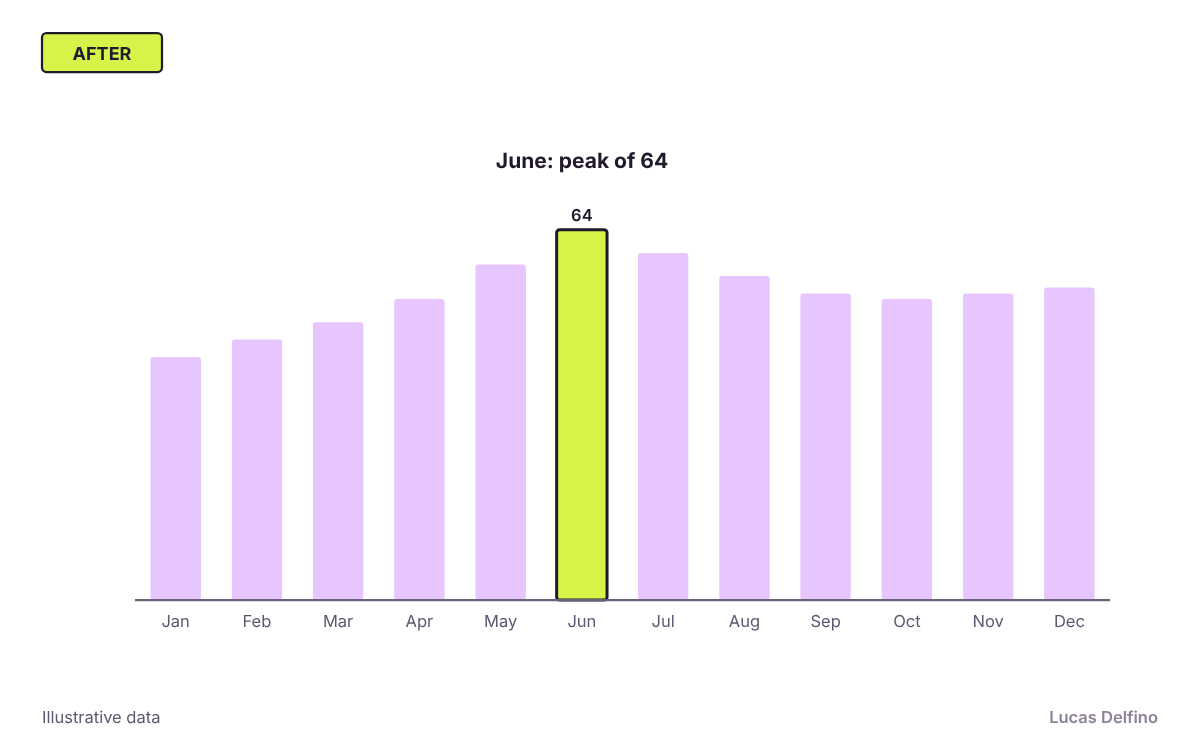 AFTER
June: peak of 64
64
Jan Feb Mar Apr May Jun Jul Aug Sep Oct Nov Dec
Illustrative data
Lucas Delfino